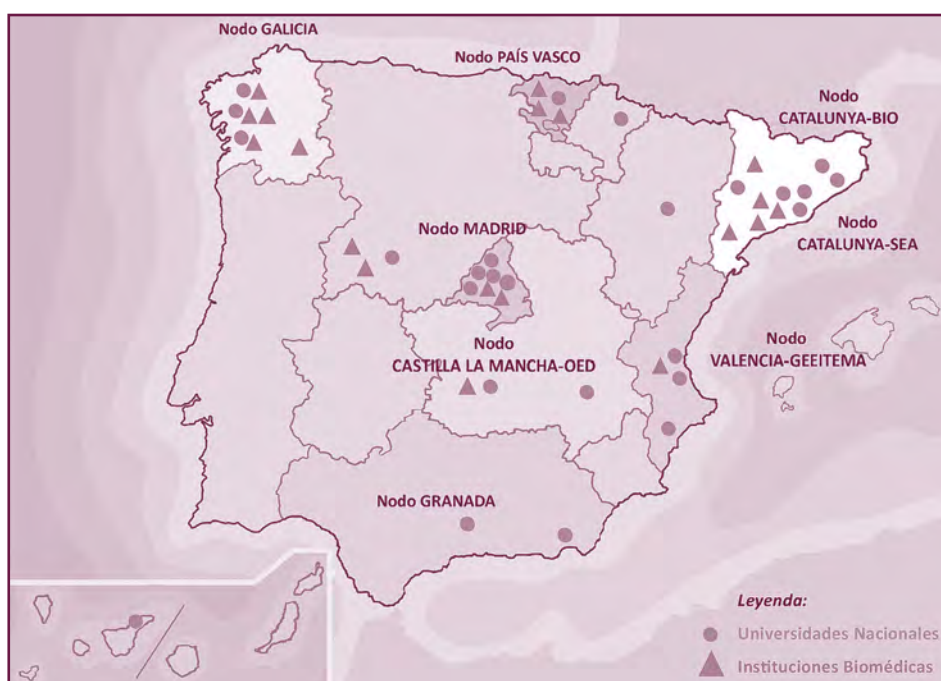 Nodo GALICIA
Nodo PAÍS VASCO
Nodo
CATALUNYA-BIO
Nodo
CATALUNYA-SEA
Nodo MADRID
Nodo
CASTILLA LA MANCHA-OED
Nodo
VALENCIA-GEEITEMA
Nodo GRANADA
Leyenda:
Universidades Nacionales
Instituciones Biomédicas